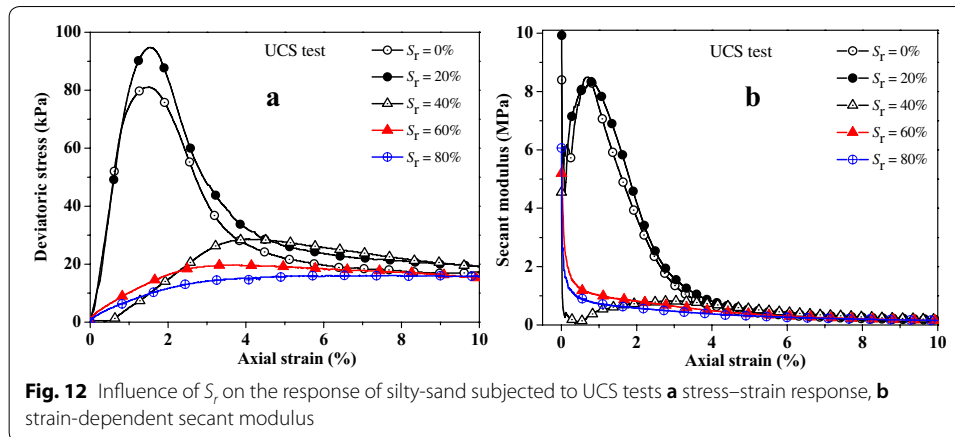 100
80
60
40
20
0
Deviatoric stress (kPa)
0 2 4 6 8 10
Axial strain (%)
UCS test
a
Sr = 0%
Sr = 20%
Sr = 40%
Sr = 60%
Sr = 80%
10
8
6
4
2
0
Secant modulus (MPa)
0 2 4 6 8 10
Axial strain (%)
UCS test
b
Sr = 0%
Sr = 20%
Sr = 40%
Sr = 60%
Sr = 80%
Fig. 12 Influence of Sr on the response of silty-sand subjected to UCS tests a stress–strain response, b
strain-dependent secant modulus